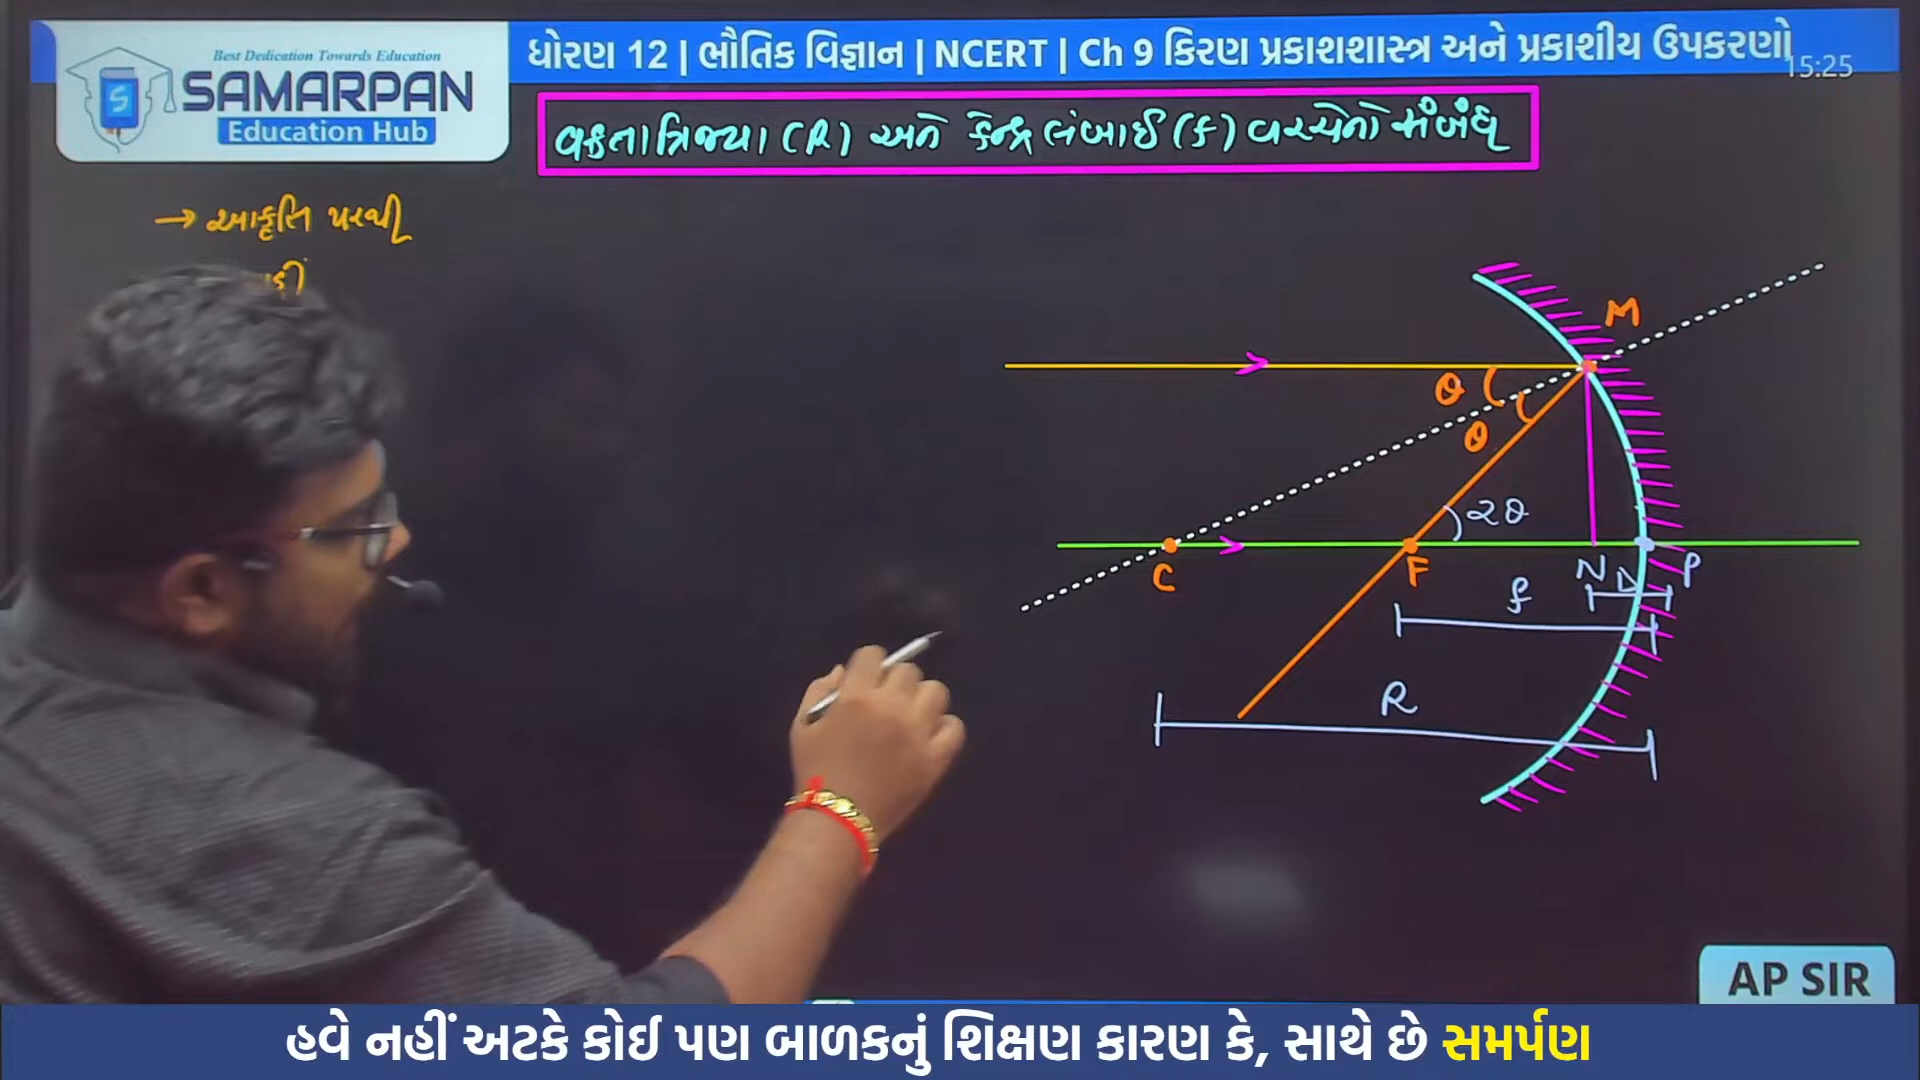 Best Dedication Towards Education
SAMARPAN
Education Hub
ધોરણ 12 | ભૌતિક વિજ્ઞાન | NCERT | Ch 9 કિરણ પ્રકાશશાસ્ત્ર અને પ્રકાશીય ઉપકરણો
15:25
વક્રતાત્રિજ્યા (R) અને કેન્દ્રલંબાઈ (f) વચ્ચેનો સંબંધ
→ આકૃતિ પરથી
M
θ
θ
2θ
C
F
N
D
P
f
R
AP SIR
હવે નહીં અટકે કોઈ પણ બાળકનું શિક્ષણ કારણ કે, સાથે છે સમર્પણ